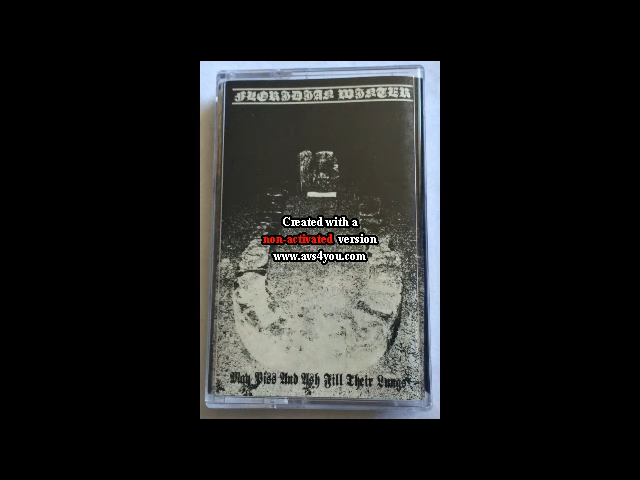 FLORIDIAN WINTER
Created with a
non-activated version
www.avs4you.com
May Piss And Ash Fill Their Lungs